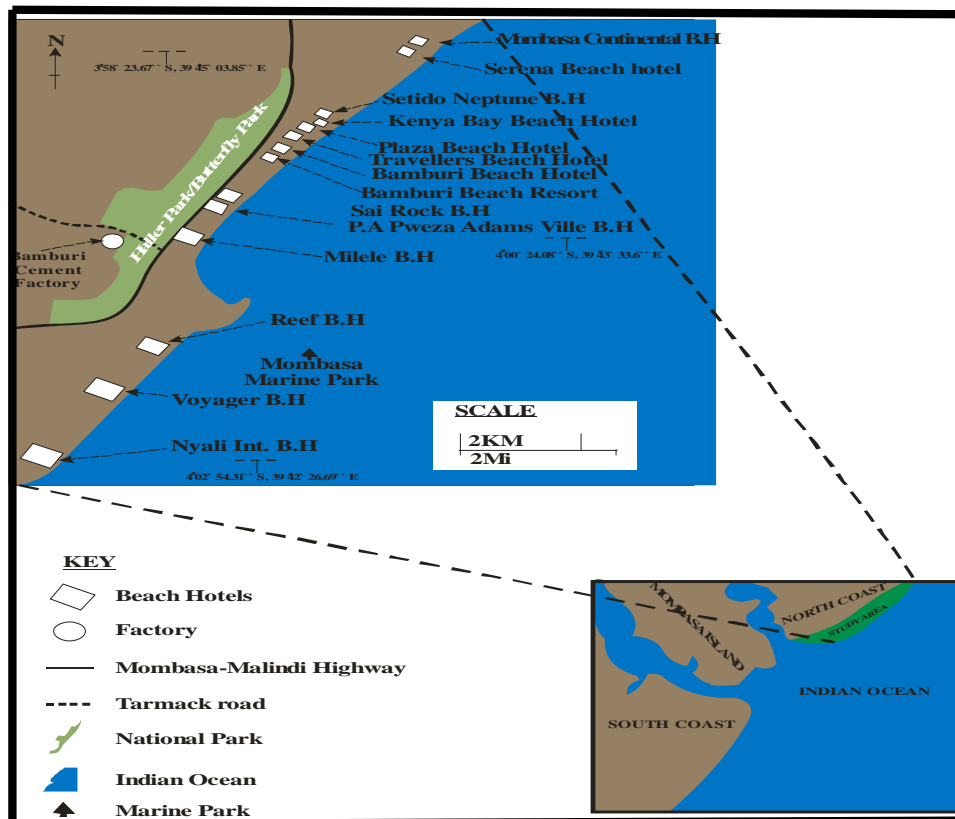 N
3°58` 23.67`` S, 39°45` 03.85`` E
Mombasa Continental B.H
Serena Beach hotel
Setido Neptune B.H
Kenya Bay Beach Hotel
Plaza Beach Hotel
Travellers Beach Hotel
Bamburi Beach Hotel
Bamburi Beach Resort
Sai Rock B.H
P.A Pweza Adams Ville B.H
4°00` 24.08`` S, 39°43` 33.6`` E
Haller Park/Butterfly Park
Bamburi
Cement
Factory
Milele B.H
Reef B.H
Mombasa
Marine Park
Voyager B.H
Nyali Int. B.H
4°02` 54.31`` S, 39°42` 26.69`` E
SCALE
2KM
2Mi
KEY
Beach Hotels
Factory
Mombasa-Malindi Highway
Tarmack road
National Park
Indian Ocean
Marine Park
MOMBASA ISLAND
NORTH COAST
STUDY AREA
INDIAN OCEAN
SOUTH COAST